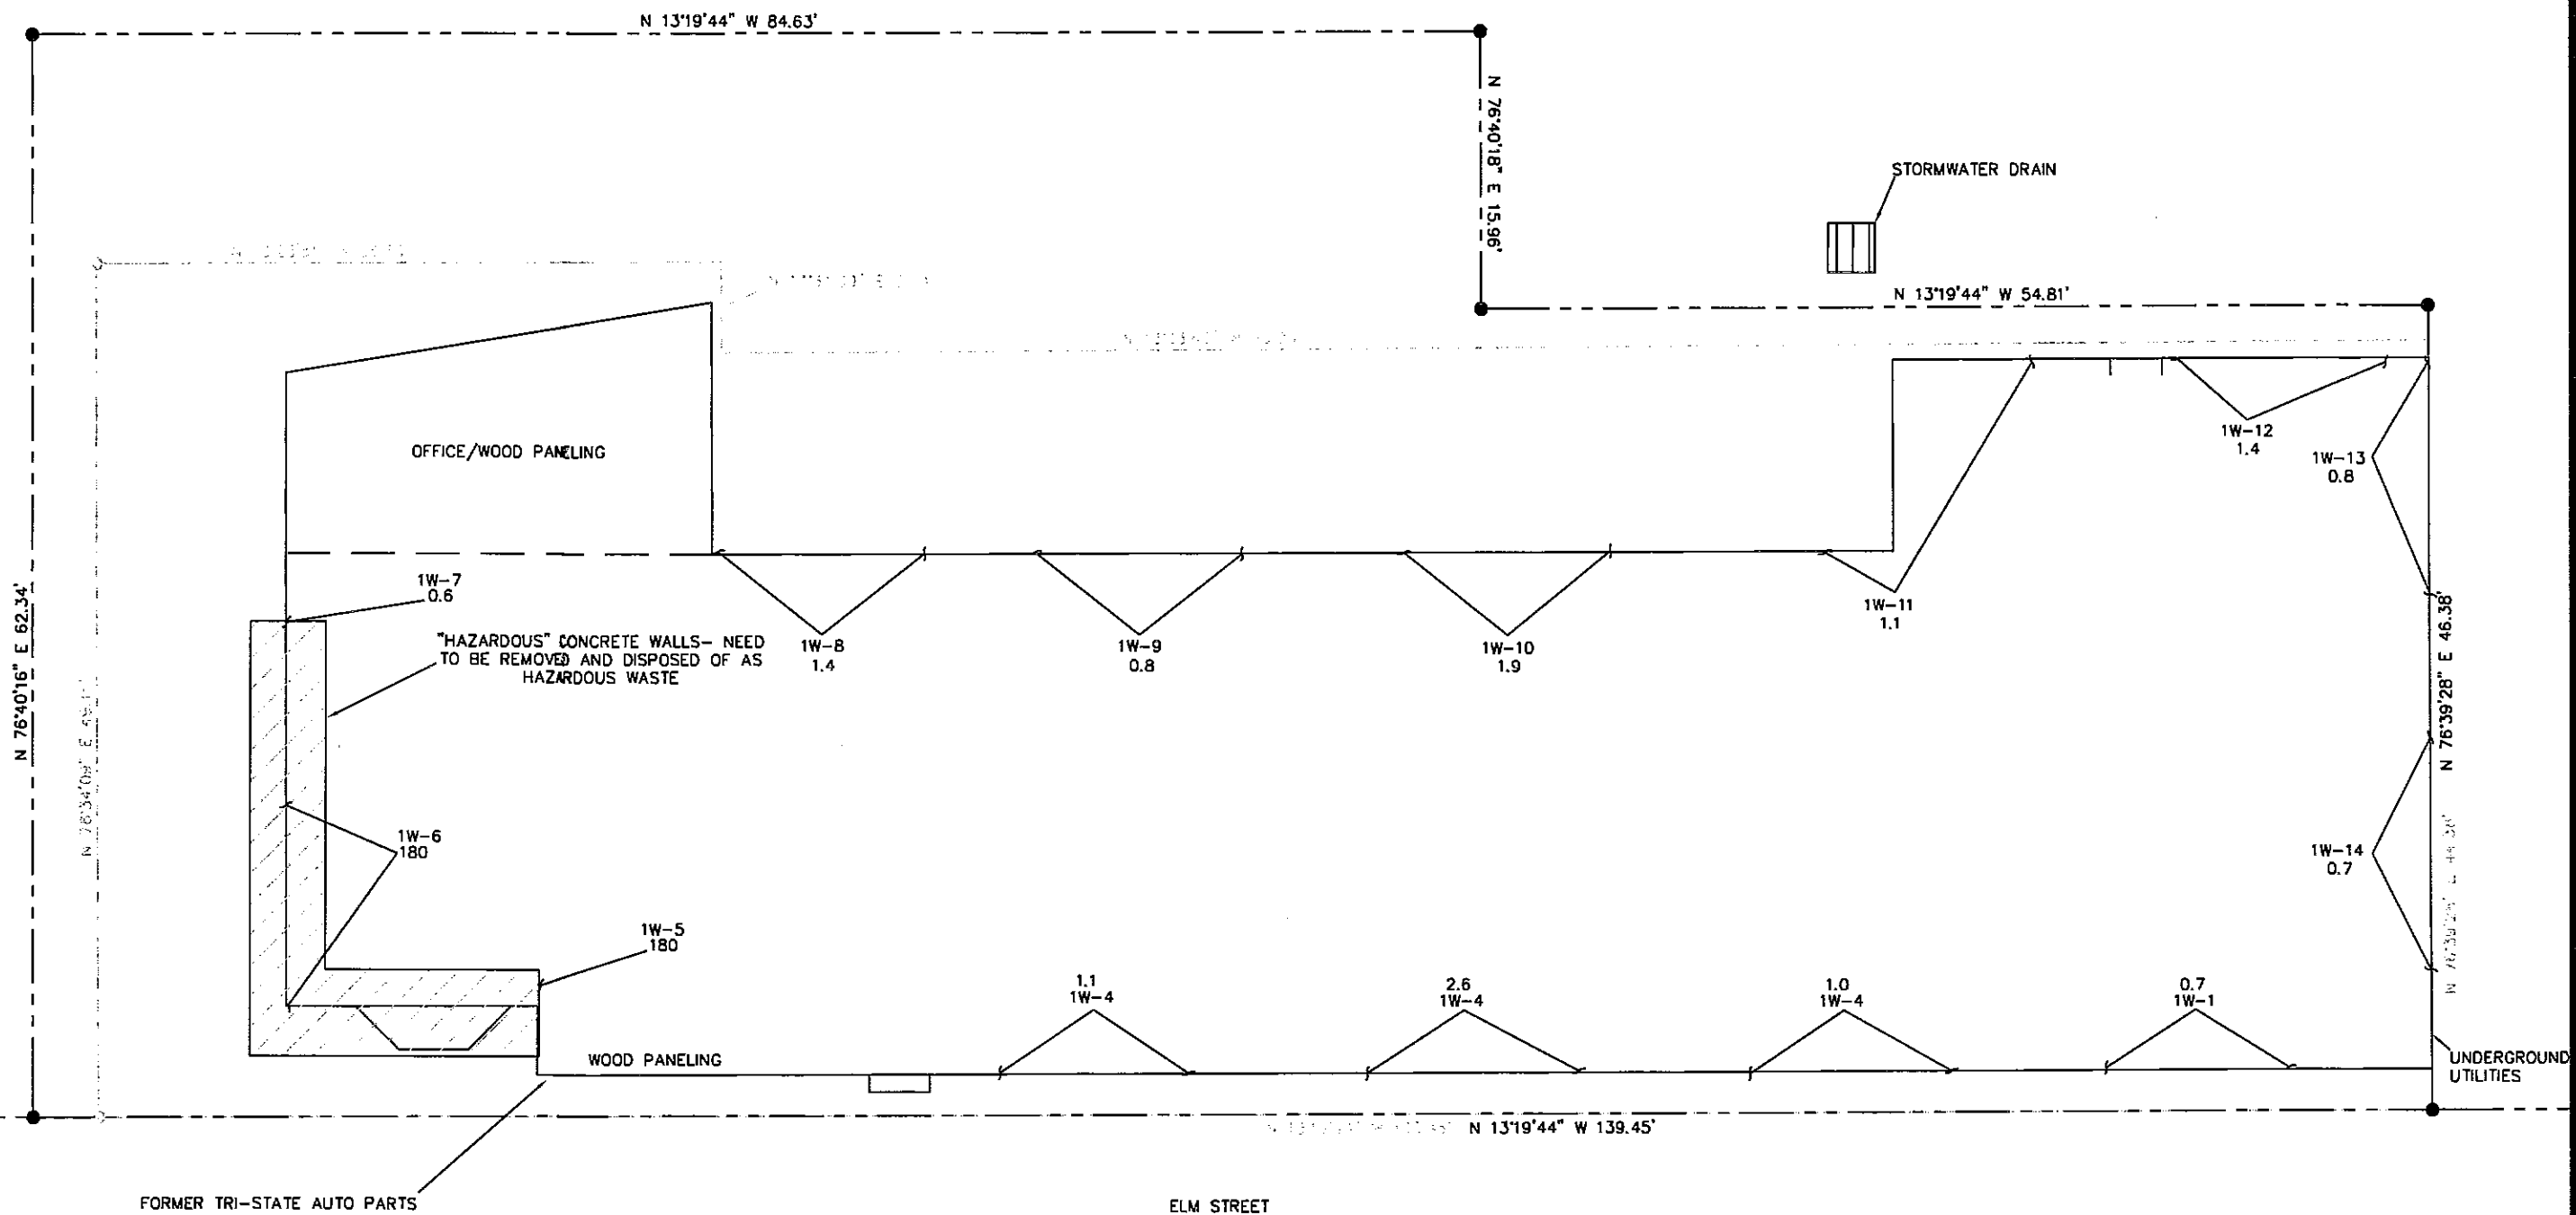 N 13°19'44" W 84.63'
N 76°40'18" E 15.96'
STORMWATER DRAIN
N 13°19'44" W 54.81'
OFFICE/WOOD PANELING
1W-12
1.4
1W-13
0.8
1W-7
0.6
1W-11
1.1
"HAZARDOUS" CONCRETE WALLS- NEED
TO BE REMOVED AND DISPOSED OF AS
HAZARDOUS WASTE
1W-8
1.4
1W-9
0.8
1W-10
1.9
N 76°40'16" E 62.34'
N 76°39'28" E 46.38'
N 76°34'09" E
1W-6
180
1W-14
0.7
1W-5
180
1.1
1W-4
2.6
1W-4
1.0
1W-4
0.7
1W-1
WOOD PANELING
UNDERGROUND
UTILITIES
N 13°19'44" W 139.45'
FORMER TRI-STATE AUTO PARTS
ELM STREET